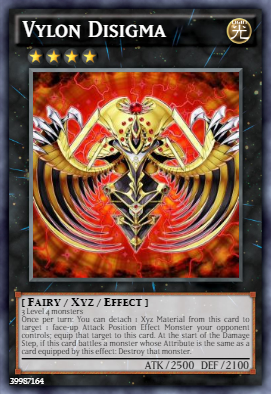 VYLON DISIGMA
光
[ FAIRY / XYZ / EFFECT ]
3 Level 4 monsters
Once per turn: You can detach 1 Xyz Material from this card to
target 1 face-up Attack Position Effect Monster your opponent
controls; equip that target to this card. At the start of the Damage
Step, if this card battles a monster whose Attribute is the same as a
card equipped by this effect: Destroy that monster.
ATK / 2500 DEF / 2100
39987164